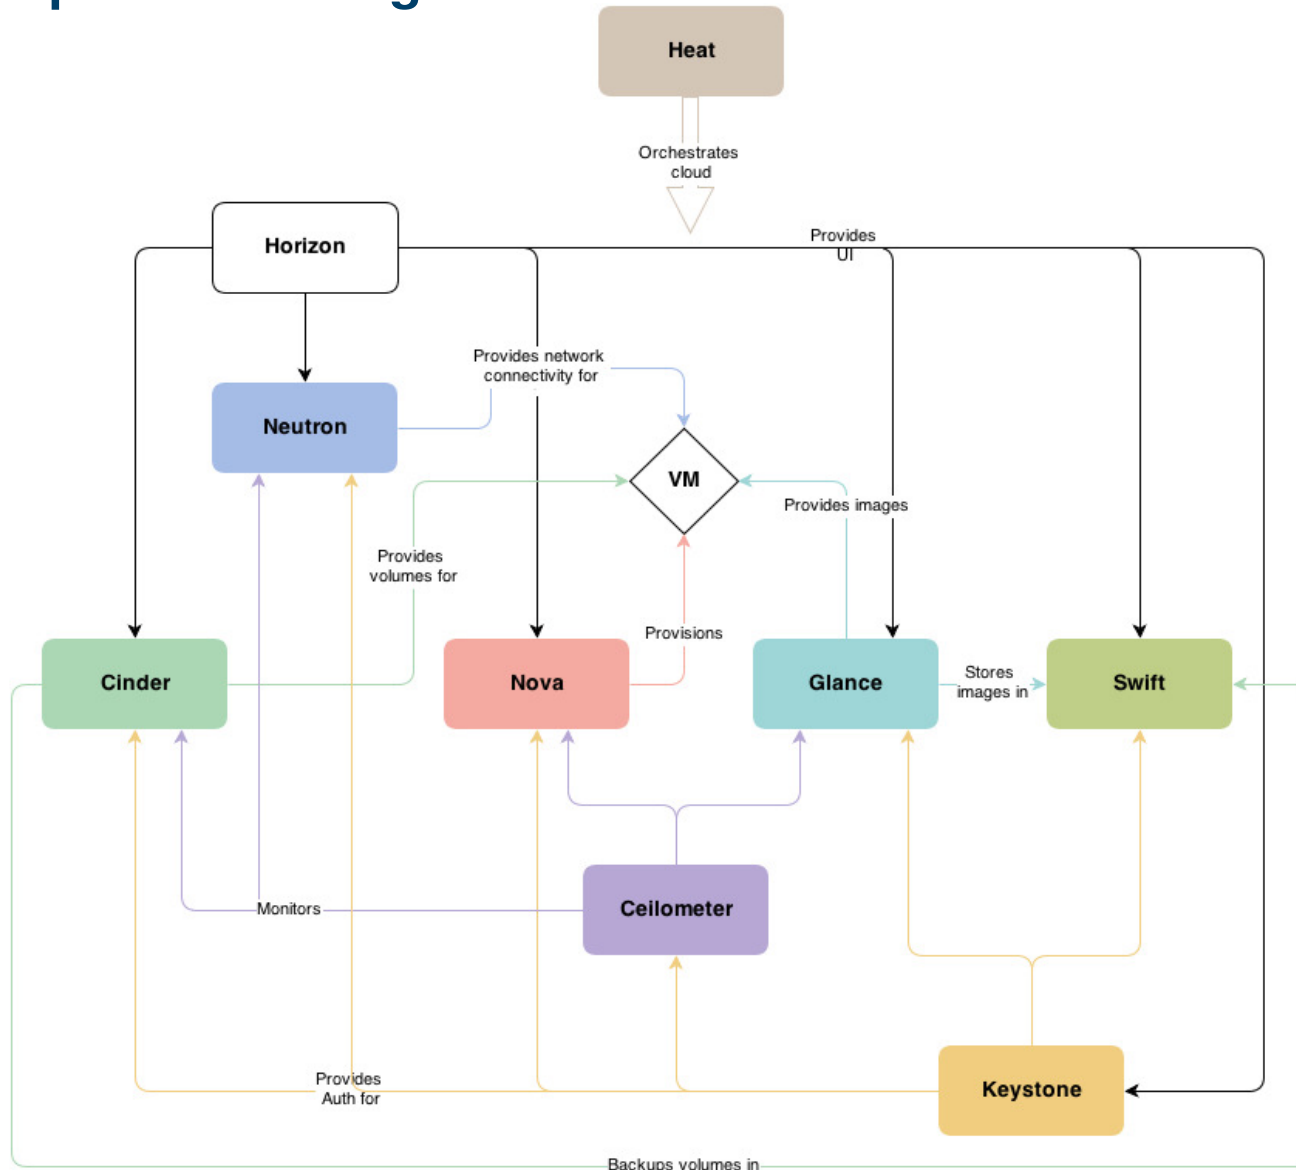 Heat
Orchestrates
cloud
Horizon
Provides
UI
Provides network
connectivity for
Neutron
VM
Provides images
Provides
volumes for
Provisions
Cinder
Nova
Glance
Stores
images in
Swift
Ceilometer
Monitors
Provides
Auth for
Keystone
Backups volumes in